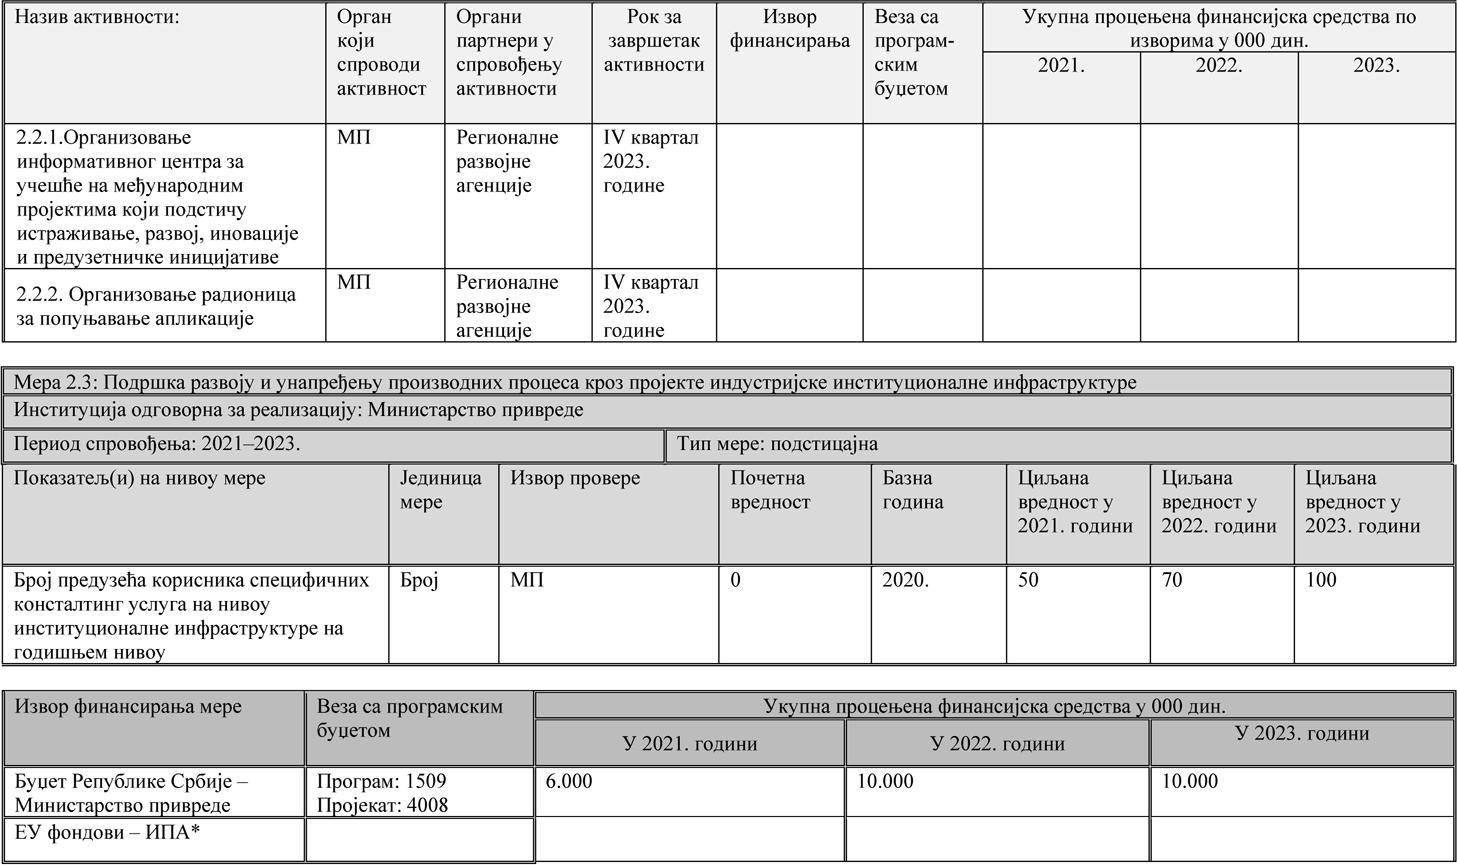 Назив активности:
Орган
који
спроводи
активност
Органи
партнери у
спровођењу
активности
Рок за
завршетак
активности
Извор
финансирања
Веза са
програм-
ским
буџетом
Укупна процењена финансијска средства по
изворима у 000 дин.
2021.
2022.
2023.
2.2.1.Организовање
информативног центра за
учешће на међународним
пројектима који подстичу
истраживање, развој, иновације
и предузетничке иницијативе
МП
Регионалне
развојне
агенције
IV квартал
2023.
године
2.2.2. Организовање радионица
за попуњавање апликације
МП
Регионалне
развојне
агенције
IV квартал
2023.
године
Мера 2.3: Подршка развоју и унапређењу производних процеса кроз пројекте индустријске институционалне инфраструктуре
Институција одговорна за реализацију: Министарство привреде
Период спровођења: 2021–2023.
Тип мере: подстицајна
Показатељ(и) на нивоу мере
Јединица
мере
Извор провере
Почетна
вредност
Базна
година
Циљана
вредност у
2021. години
Циљана
вредност у
2022. години
Циљана
вредност у
2023. години
Број предузећа корисника специфичних
консталтинг услуга на нивоу
институционалне инфраструктуре на
годишњем нивоу
Број
МП
0
2020.
50
70
100
Извор финансирања мере
Веза са програмским
буџетом
Укупна процењена финансијска средства у 000 дин.
У 2021. години
У 2022. години
У 2023. години
Буџет Републике Србије –
Министарство привреде
Програм: 1509
Пројекат: 4008
6.000
10.000
10.000
ЕУ фондови – ИПА*